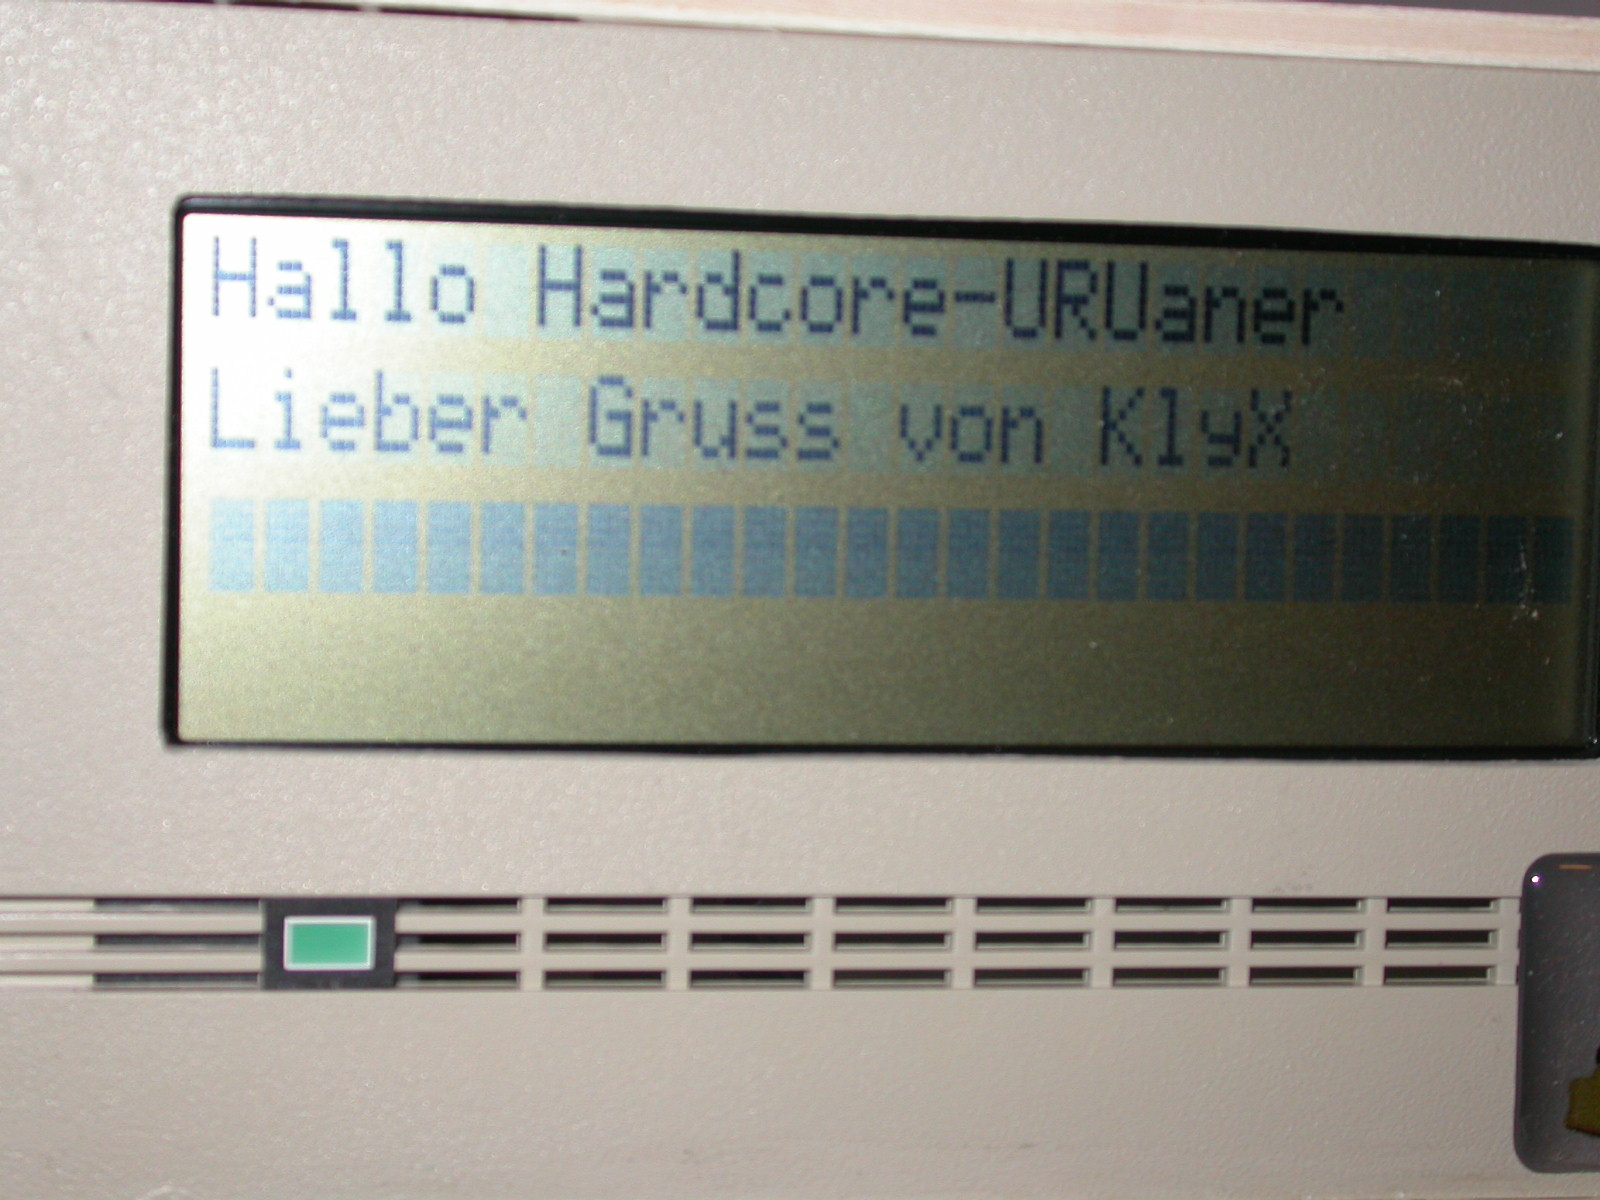 Hallo Hardcore-URUaner
Lieber Gruss von KlyX